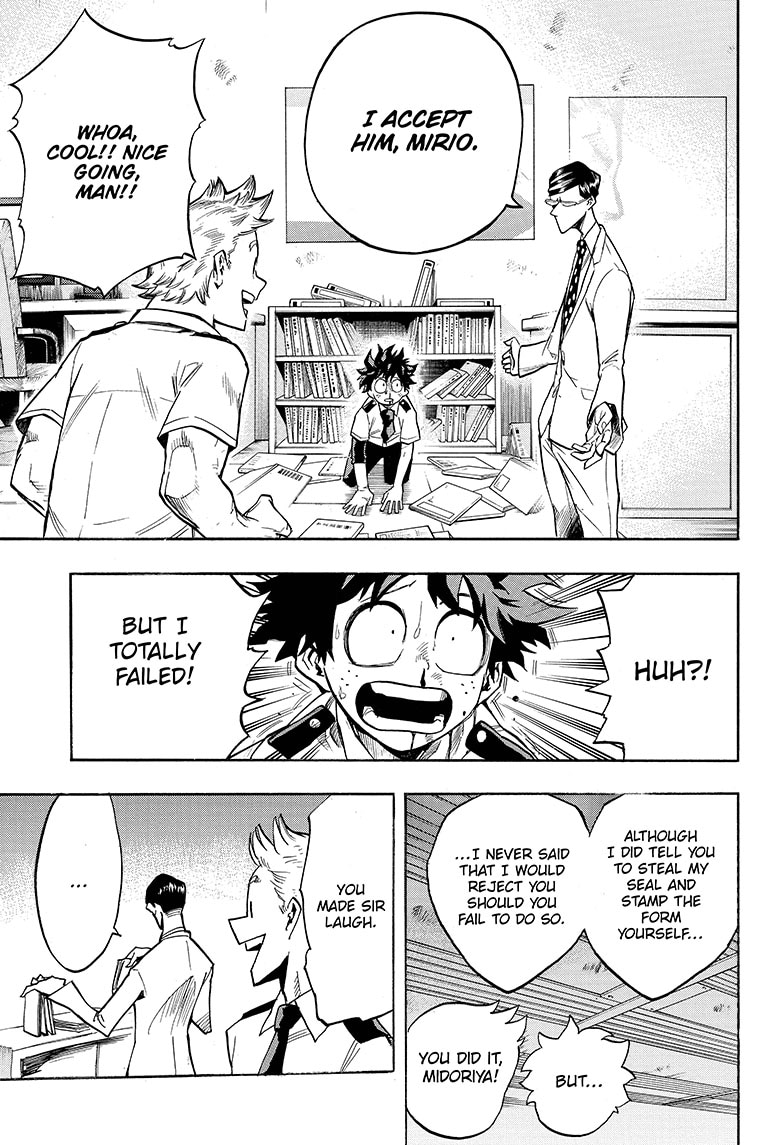 I ACCEPT
HIM, MIRIO.
WHOA,
COOL!! NICE
GOING,
MAN!!
HUH?!
BUT I
TOTALLY
FAILED!
ALTHOUGH
I DID TELL YOU
TO STEAL MY
SEAL AND
STAMP THE
FORM
YOURSELF...
...I NEVER SAID
THAT I WOULD
REJECT YOU
SHOULD YOU
FAIL TO DO SO.
BUT...
YOU DID IT,
MIDORIYA!
YOU
MADE SIR
LAUGH.
...